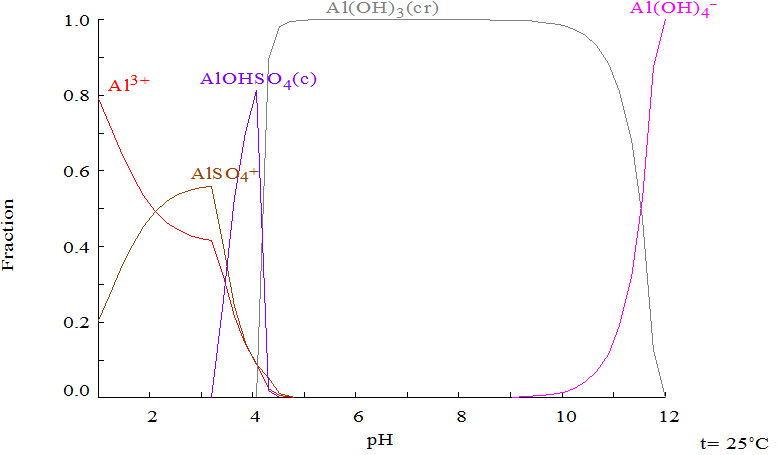 Al(OH)₃(cr)
Al(OH)₄⁻
1.0
Al³⁺
AlOHSO₄(c)
0.8
AlSO₄⁺
0.6
Fraction
0.4
0.2
0.0
2 4 6 8 10 12
pH
t= 25°C